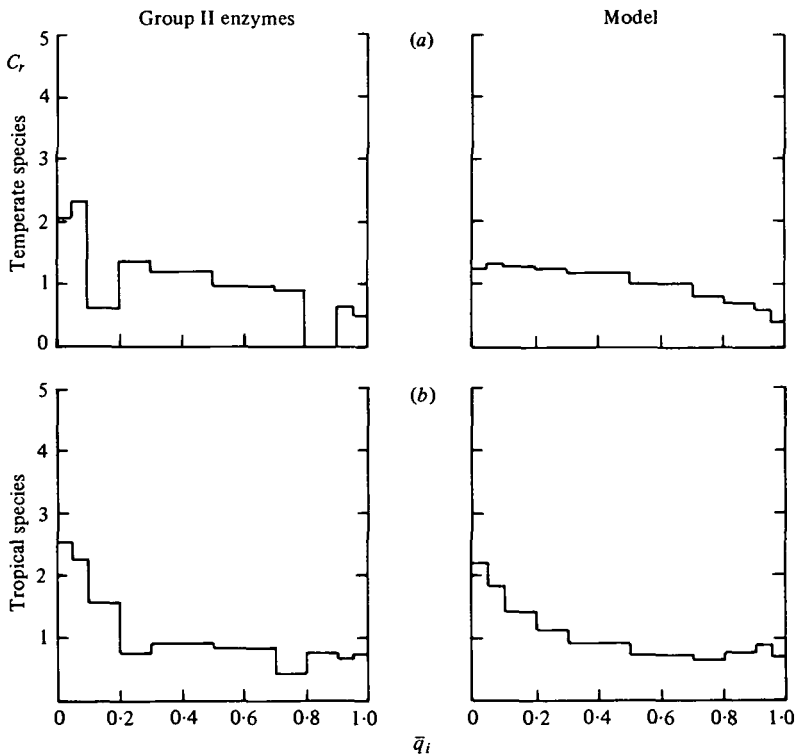 Group II enzymes
Model
5
(a)
C_r
4
Temperate species
3
2
1
0
5
(b)
4
Tropical species
3
2
1
0 0·2 0·4 0·6 0·8 1·0
0 0·2 0·4 0·6 0·8 1·0
q̄_i